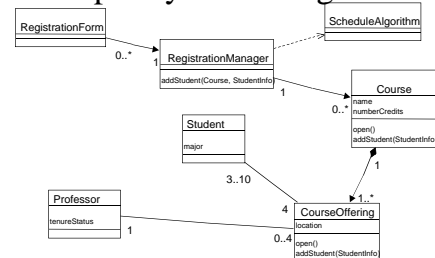 RegistrationForm
ScheduleAlgorithm
0..*
1
RegistrationManager
addStudent(Course, StudentInfo)
1
0..*
Course
name
numberCredits
open()
addStudent(StudentInfo)
1
Student
major
3..10
4
1..*
Professor
tenureStatus
1
0..4
CourseOffering
location
open()
addStudent(StudentInfo)